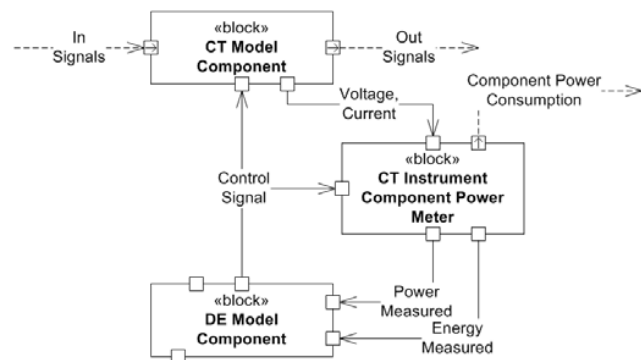 In
Signals
«block»
CT Model
Component
Out
Signals
Voltage,
Current
Component Power
Consumption
Control
Signal
«block»
CT Instrument
Component Power
Meter
Power
Measured
Energy
Measured
«block»
DE Model
Component